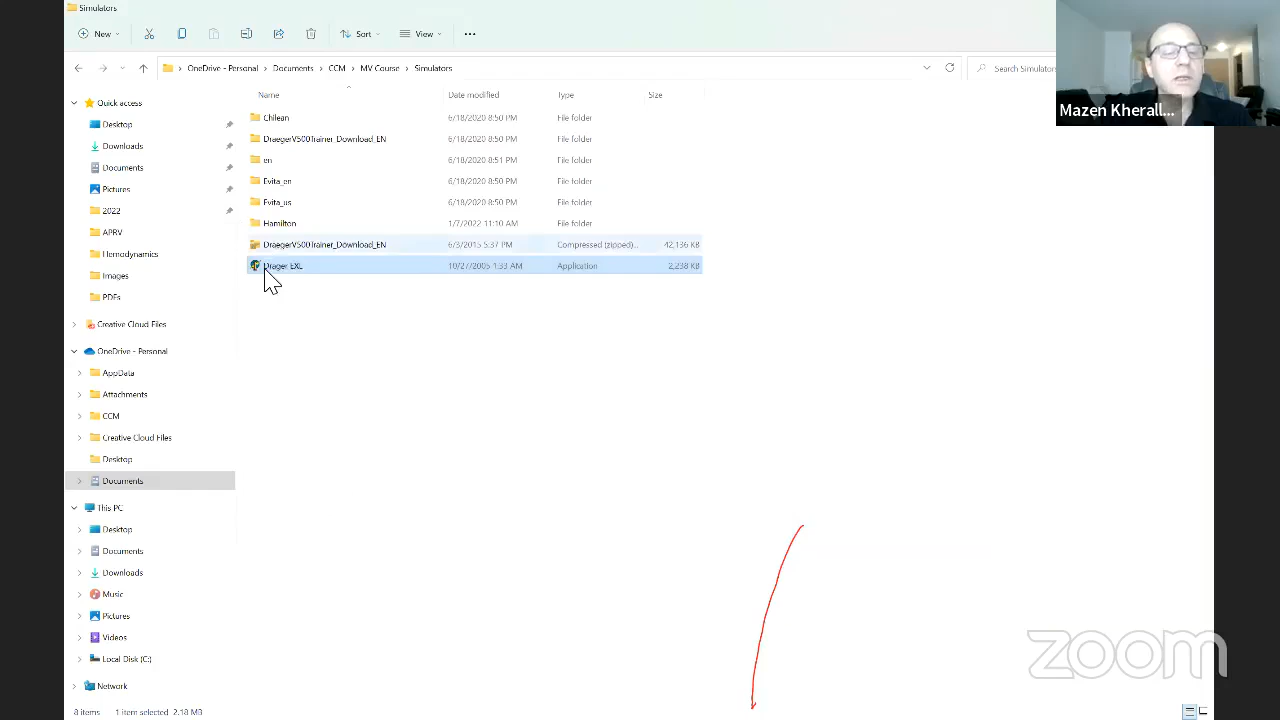 Simulators
New
Sort
View
OneDrive - Personal
Documents
CCM
MV Course
Simulators
Search Simulators
Mazen Kherall...
Name
Date modified
Type
Size
Chilean 6/18/2020 8:50 PM File folder
DraegerV500Trainer_Download_EN 6/18/2020 8:50 PM File folder
en 6/18/2020 8:51 PM File folder
Evita_en 6/18/2020 8:50 PM File folder
Evita_us 6/18/2020 8:50 PM File folder
Hamilton 1/7/2022 11:10 AM File folder
DraegerV500Trainer_Download_EN 6/3/2015 5:37 PM Compressed (zipped)... 42,136 KB
Drager EXL 10/27/2005 1:33 AM Application 2,238 KB
Quick access
Desktop
Downloads
Documents
Pictures
2022
APRV
Hemodynamics
Images
PDFs
Creative Cloud Files
OneDrive - Personal
AppData
Attachments
CCM
Creative Cloud Files
Desktop
Documents
This PC
Desktop
Documents
Downloads
Music
Pictures
Videos
Local Disk (C:)
Network
8 items 1 item selected 2.18 MB
zoom